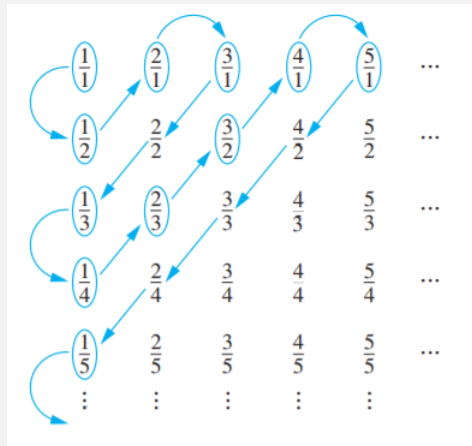 1/1 2/1 3/1 4/1 5/1 ...
1/2 2/2 3/2 4/2 5/2 ...
1/3 2/3 3/3 4/3 5/3 ...
1/4 2/4 3/4 4/4 5/4 ...
1/5 2/5 3/5 4/5 5/5 ...
⋮ ⋮ ⋮ ⋮ ⋮